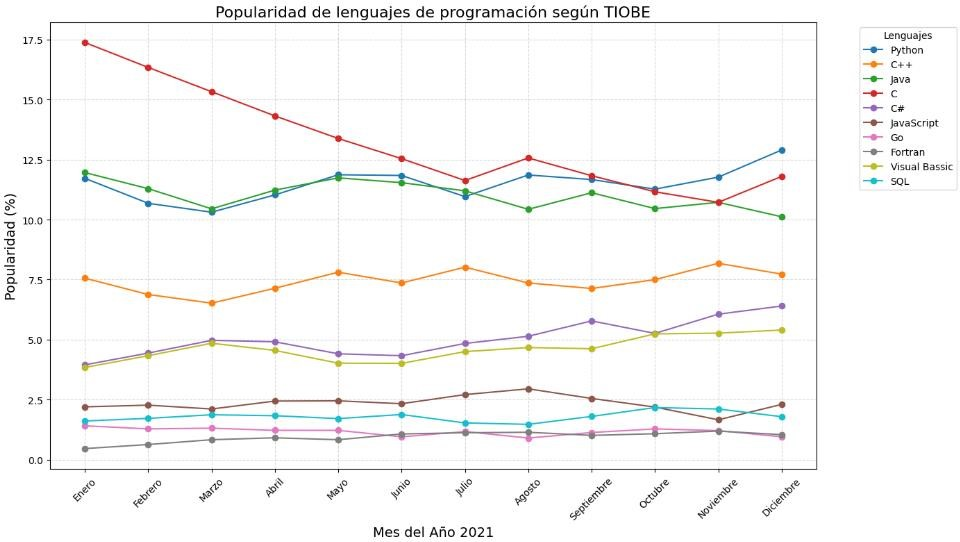 Popularidad de lenguajes de programación según TIOBE
17.5
15.0
12.5
10.0
7.5
5.0
2.5
0.0
Popularidad (%)
Enero
Febrero
Marzo
Abril
Mayo
Junio
Julio
Agosto
Septiembre
Octubre
Noviembre
Diciembre
Mes del Año 2021
Lenguajes
Python
C++
Java
C
C#
JavaScript
Go
Fortran
Visual Bassic
SQL